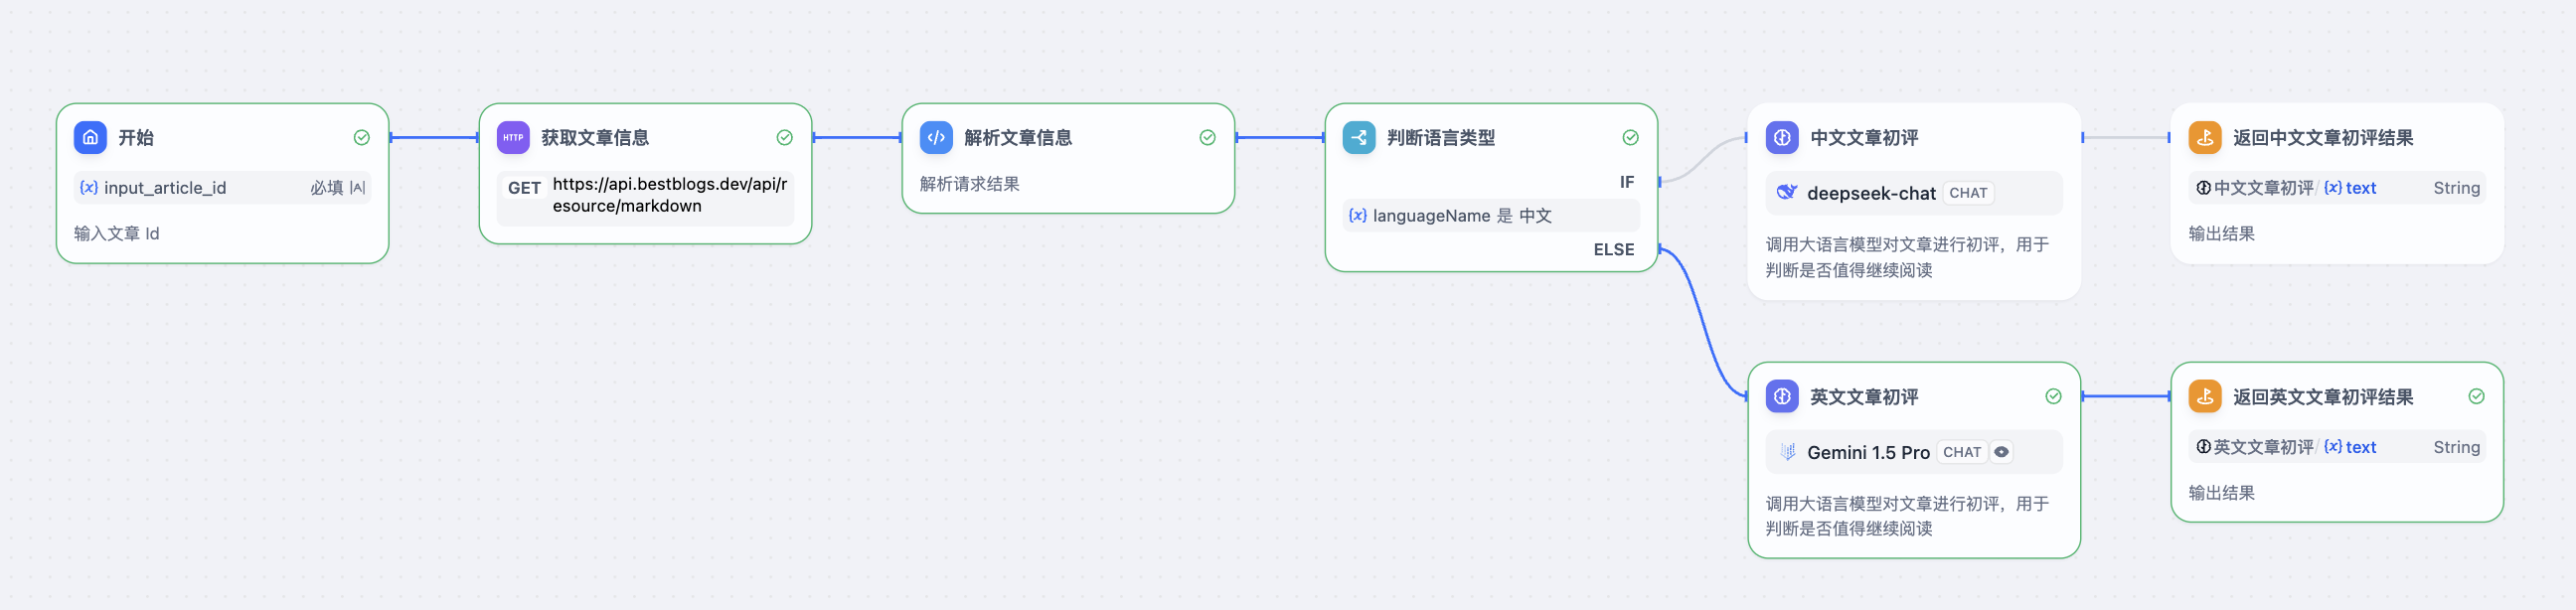 开始
{x} input_article_id 必填
输入文章 Id
HTTP 获取文章信息
GET https://api.bestblogs.dev/api/r
esource/markdown
解析文章信息
解析请求结果
判断语言类型
IF
{x} languageName 是 中文
ELSE
中文文章初评
deepseek-chat CHAT
调用大语言模型对文章进行初评，用于
判断是否值得继续阅读
返回中文文章初评结果
中文文章初评/{x} text String
输出结果
英文文章初评
Gemini 1.5 Pro CHAT
调用大语言模型对文章进行初评，用于
判断是否值得继续阅读
返回英文文章初评结果
英文文章初评/{x} text String
输出结果